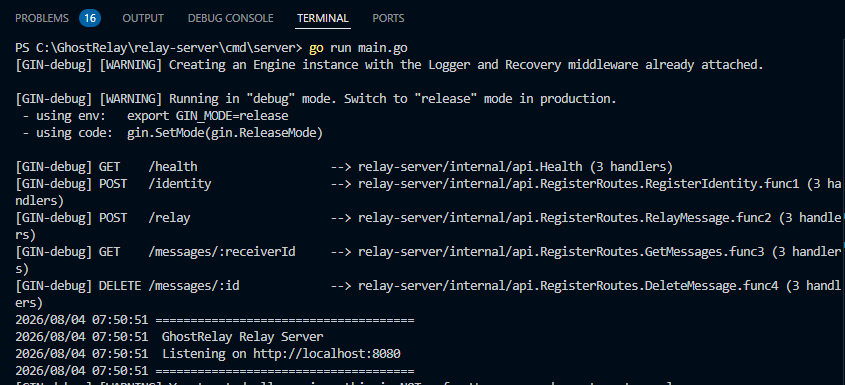 PROBLEMS 16 OUTPUT DEBUG CONSOLE TERMINAL PORTS
PS C:\GhostRelay\relay-server\cmd\server> go run main.go
[GIN-debug] [WARNING] Creating an Engine instance with the Logger and Recovery middleware already attached.
[GIN-debug] [WARNING] Running in "debug" mode. Switch to "release" mode in production.
- using env: export GIN_MODE=release
- using code: gin.SetMode(gin.ReleaseMode)
[GIN-debug] GET /health --> relay-server/internal/api.Health (3 handlers)
[GIN-debug] POST /identity --> relay-server/internal/api.RegisterRoutes.RegisterIdentity.func1 (3 ha
ndlers)
[GIN-debug] POST /relay --> relay-server/internal/api.RegisterRoutes.RelayMessage.func2 (3 handle
rs)
[GIN-debug] GET /messages/:receiverId --> relay-server/internal/api.RegisterRoutes.GetMessages.func3 (3 handler
s)
[GIN-debug] DELETE /messages/:id --> relay-server/internal/api.RegisterRoutes.DeleteMessage.func4 (3 handl
ers)
2026/08/04 07:50:51 =====================================
2026/08/04 07:50:51 GhostRelay Relay Server
2026/08/04 07:50:51 Listening on http://localhost:8080
2026/08/04 07:50:51 =====================================